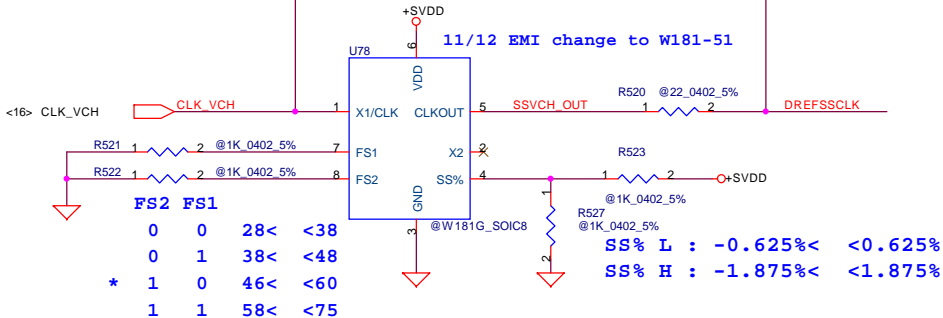 +SVDD
11/12 EMI change to W181-51
U78
6
VDD
R520 @22_0402_5%
<16> CLK_VCH
CLK_VCH
1 X1/CLK CLKOUT 5
SSVCH_OUT
1 2
DREFSSCLK
R521 1 2 @1K_0402_5%
7 FS1 X2 2
R523
R522 1 2 @1K_0402_5%
8 FS2 SS% 4
1 2 +SVDD
@1K_0402_5%
GND
3
@W181G_SOIC8
1
R527
@1K_0402_5%
2
FS2 FS1
0 0 28< <38
0 1 38< <48
* 1 0 46< <60
1 1 58< <75
SS% L : -0.625%< <0.625%
SS% H : -1.875%< <1.875%